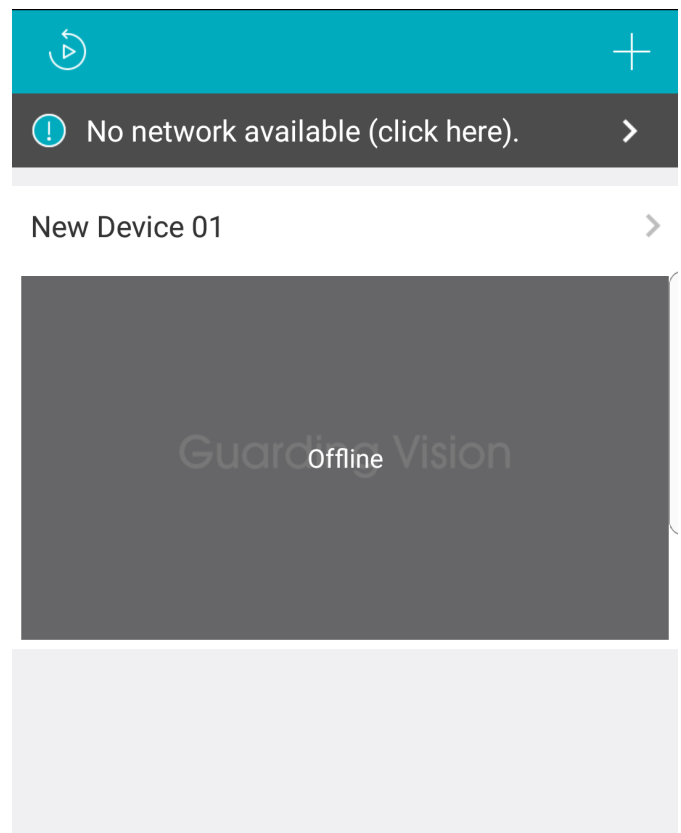 No network available (click here).
New Device 01
Guarding Vision
Offline